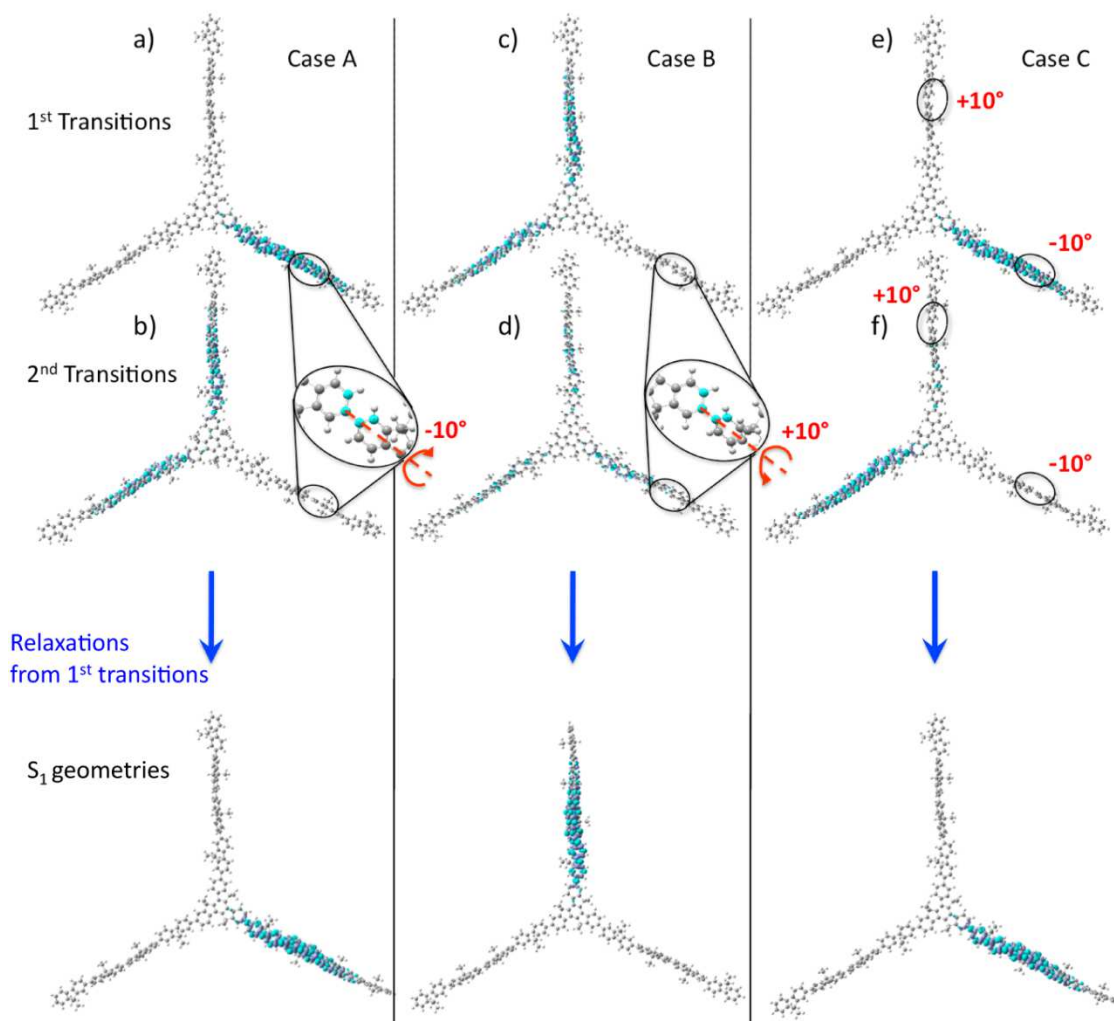 a)
Case A
c)
Case B
e)
Case C
+10°
1st Transitions
-10°
+10°
b)
d)
f)
2nd Transitions
-10°
+10°
-10°
Relaxations
from 1st transitions
S1 geometries